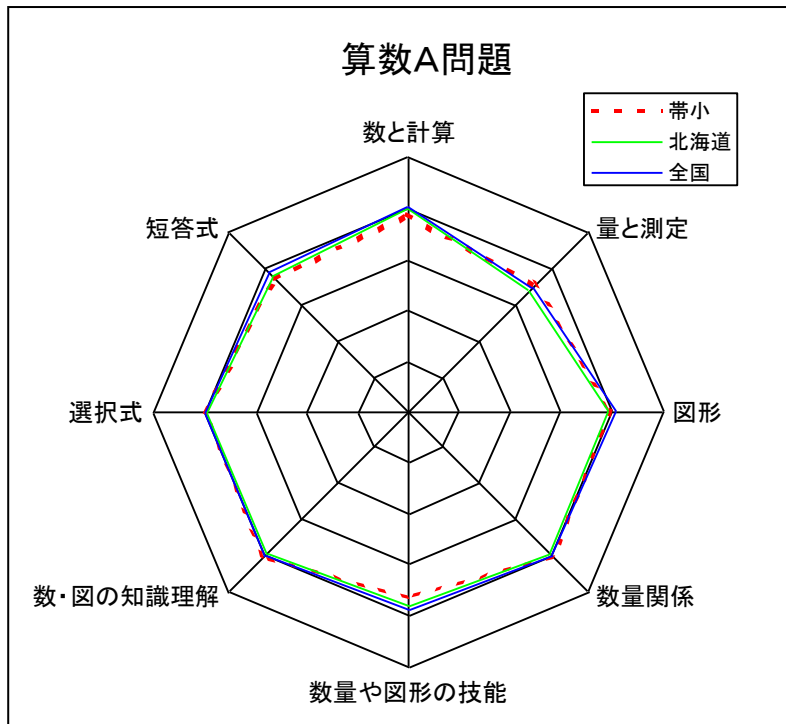 算数A問題
帯小
北海道
全国
数と計算
量と測定
図形
数量関係
数量や図形の技能
数・図の知識理解
選択式
短答式